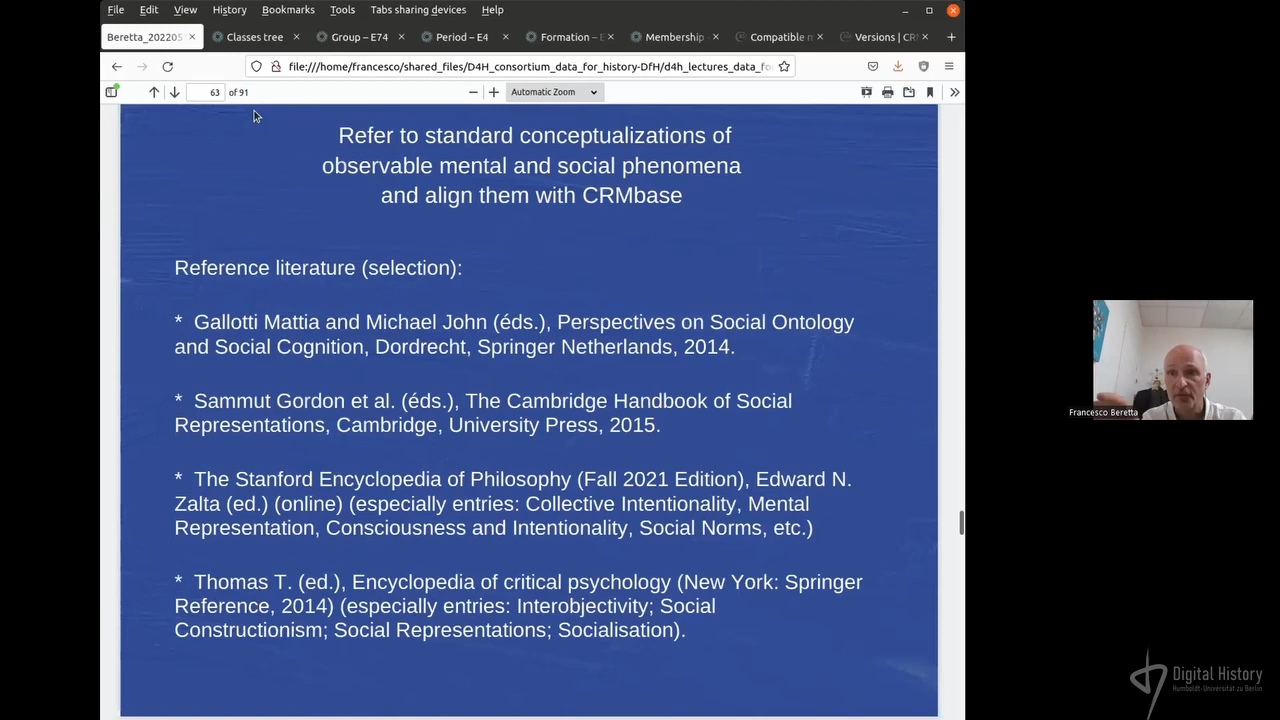 File Edit View History Bookmarks Tools Tabs sharing devices Help
Beretta_202205 Classes tree Group – E74 Period – E4 Formation – E Membership - Compatible m Versions | CR
file:///home/francesco/shared_files/D4H_consortium_data_for_history-DfH/d4h_lectures_data_fo
63 of 91 Automatic Zoom
Refer to standard conceptualizations of
observable mental and social phenomena
and align them with CRMbase
Reference literature (selection):
* Gallotti Mattia and Michael John (éds.), Perspectives on Social Ontology
and Social Cognition, Dordrecht, Springer Netherlands, 2014.
* Sammut Gordon et al. (éds.), The Cambridge Handbook of Social
Representations, Cambridge, University Press, 2015.
* The Stanford Encyclopedia of Philosophy (Fall 2021 Edition), Edward N.
Zalta (ed.) (online) (especially entries: Collective Intentionality, Mental
Representation, Consciousness and Intentionality, Social Norms, etc.)
* Thomas T. (ed.), Encyclopedia of critical psychology (New York: Springer
Reference, 2014) (especially entries: Interobjectivity; Social
Constructionism; Social Representations; Socialisation).
Francesco Beretta
Digital History
Humboldt-Universität zu Berlin